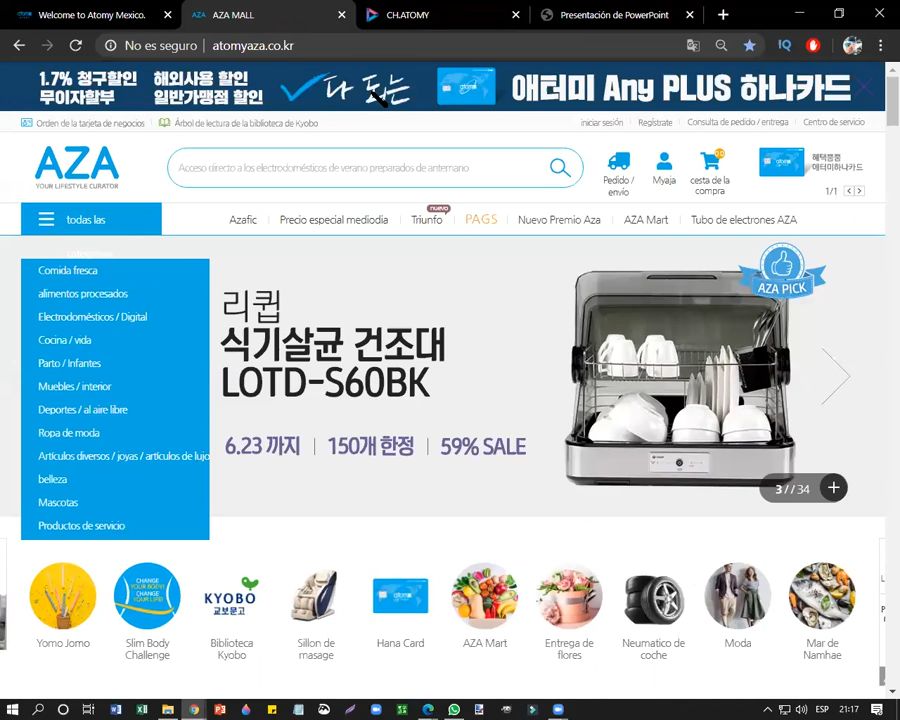 Welcome to Atomy Mexico.
AZA MALL
CH.ATOMY
Presentación de PowerPoint
No es seguro | atomyaza.co.kr
1.7% 청구할인 해외사용 할인
무이자할부 일반가맹점 할인
애터미 Any PLUS 하나카드
Orden de la tarjeta de negocios
Árbol de lectura de la biblioteca de Kyobo
iniciar sesión
Regístrate
Consulta de pedido / entrega
Centro de servicio
AZA
YOUR LIFESTYLE CURATOR
Acceso directo a los electrodomésticos de verano preparados de antemano
Pedido / envío
Myaja
cesta de la compra
혜택뿜뿜
애터미하나카드
1/1
todas las
Azafic
Precio especial mediodia
nuevo
Triunfo
PAGS
Nuevo Premio Aza
AZA Mart
Tubo de electrones AZA
Comida fresca
alimentos procesados
Electrodomésticos / Digital
Cocina / vida
Parto / Infantes
Muebles / interior
Deportes / al aire libre
Ropa de moda
Artículos diversos / joyas / artículos de lujo
belleza
Mascotas
Productos de servicio
리큅
식기살균 건조대
LOTD-S60BK
6.23 까지 | 150개 한정 | 59% SALE
AZA PICK
3 // 34
CHANGE YOUR BODY!
CHANGE YOUR LIFE!
KYOBO
교보문고
Yomo Jomo
Slim Body Challenge
Biblioteca Kyobo
Sillon de masage
Hana Card
AZA Mart
Entrega de flores
Neumatico de coche
Moda
Mar de Namhae
ESP
21:17